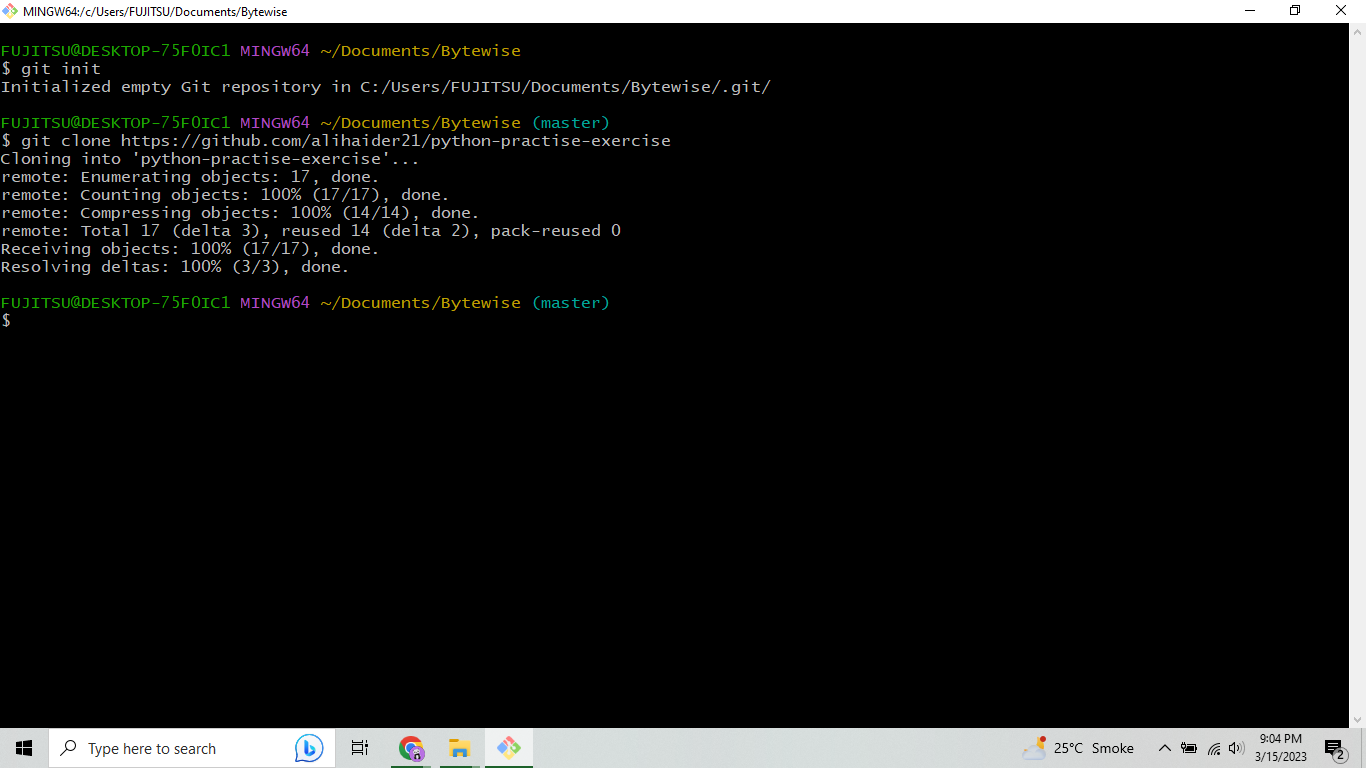 MINGW64:/c/Users/FUJITSU/Documents/Bytewise
FUJITSU@DESKTOP-75F0IC1 MINGW64 ~/Documents/Bytewise
$ git init
Initialized empty Git repository in C:/Users/FUJITSU/Documents/Bytewise/.git/
FUJITSU@DESKTOP-75F0IC1 MINGW64 ~/Documents/Bytewise (master)
$ git clone https://github.com/alihaider21/python-practise-exercise
Cloning into 'python-practise-exercise'...
remote: Enumerating objects: 17, done.
remote: Counting objects: 100% (17/17), done.
remote: Compressing objects: 100% (14/14), done.
remote: Total 17 (delta 3), reused 14 (delta 2), pack-reused 0
Receiving objects: 100% (17/17), done.
Resolving deltas: 100% (3/3), done.
FUJITSU@DESKTOP-75F0IC1 MINGW64 ~/Documents/Bytewise (master)
$
Type here to search
25°C Smoke
9:04 PM
3/15/2023
2